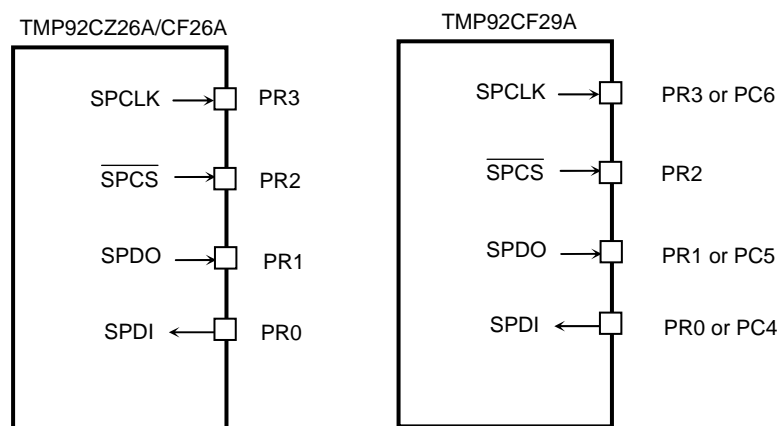 TMP92CZ26A/CF26A
SPCLK PR3
SPCS PR2
SPDO PR1
SPDI PR0
TMP92CF29A
SPCLK PR3 or PC6
SPCS PR2
SPDO PR1 or PC5
SPDI PR0 or PC4